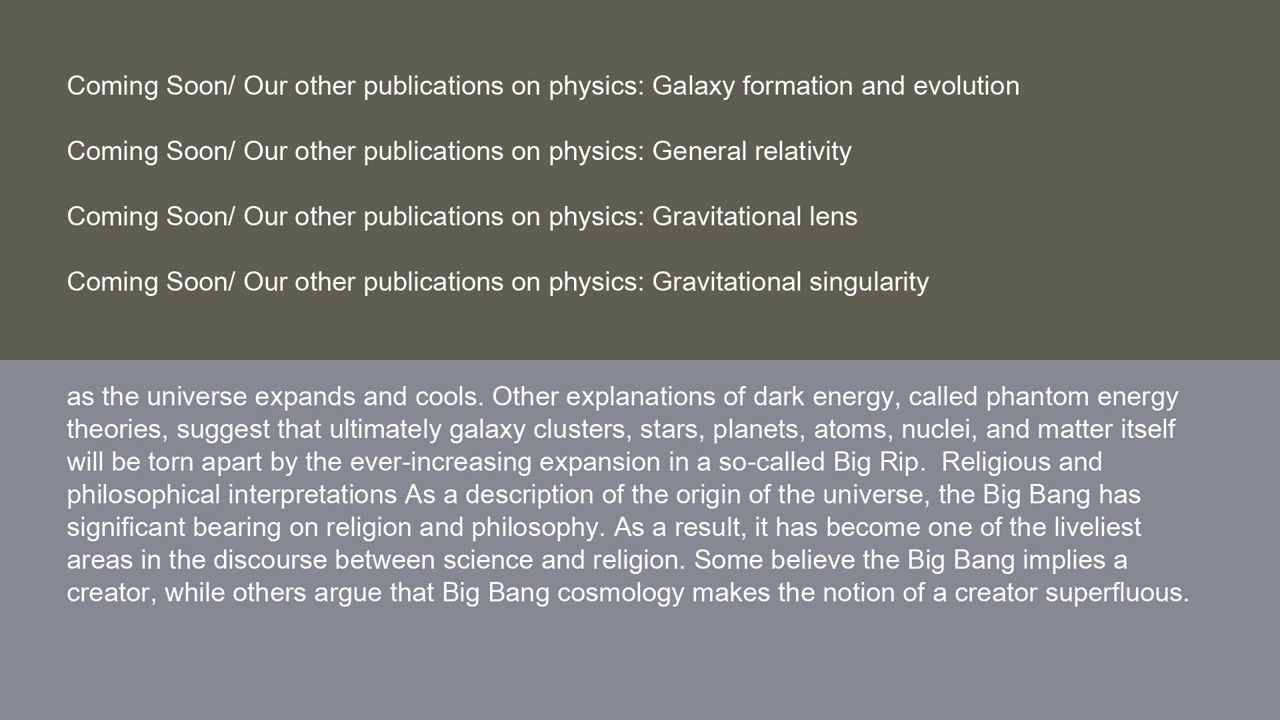 Coming Soon/ Our other publications on physics: Galaxy formation and evolution
Coming Soon/ Our other publications on physics: General relativity
Coming Soon/ Our other publications on physics: Gravitational lens
Coming Soon/ Our other publications on physics: Gravitational singularity
as the universe expands and cools. Other explanations of dark energy, called phantom energy
theories, suggest that ultimately galaxy clusters, stars, planets, atoms, nuclei, and matter itself
will be torn apart by the ever-increasing expansion in a so-called Big Rip.  Religious and
philosophical interpretations As a description of the origin of the universe, the Big Bang has
significant bearing on religion and philosophy. As a result, it has become one of the liveliest
areas in the discourse between science and religion. Some believe the Big Bang implies a
creator, while others argue that Big Bang cosmology makes the notion of a creator superfluous.